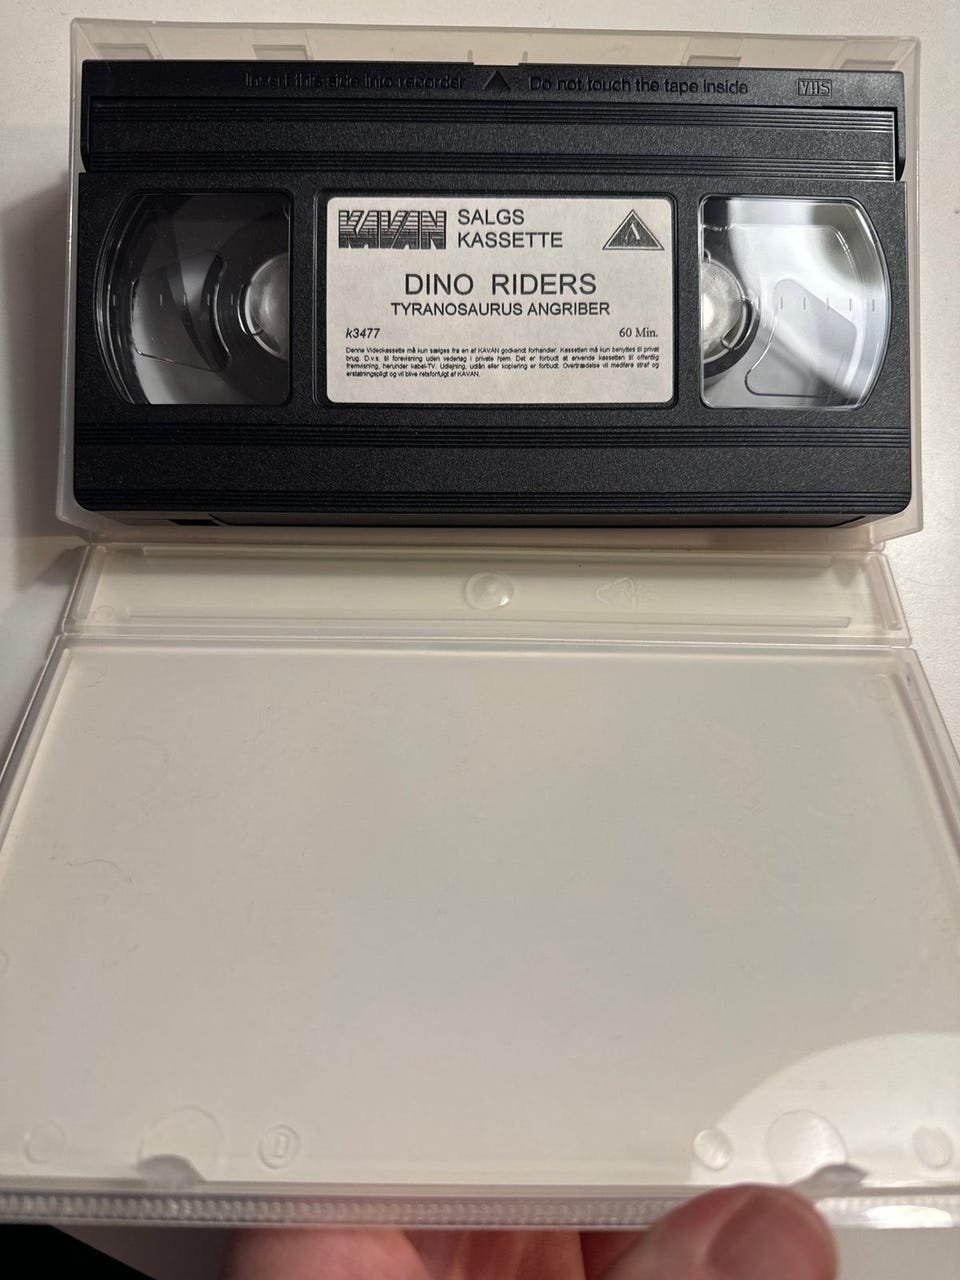 Insert this side into recorder ▲ Do not touch the tape inside VHS
KAVAN SALGS KASSETTE A
DINO RIDERS
TYRANOSAURUS ANGRIBER
k3477 60 Min.
Denne Videokassette må kun sælges fra en af KAVAN godkendt forhandler. Kassetten må kun benyttes til privat
brug. D.v.s. til forevisning uden vederlag i private hjem. Det er forbudt at anvende kassetten til offentlig
fremvisning, herunder kabel-TV. Udlejning, udlån eller kopiering er forbudt. Overtrædelse vil medføre straf og
erstatningspligt og vil blive retsforfulgt af KAVAN.
D